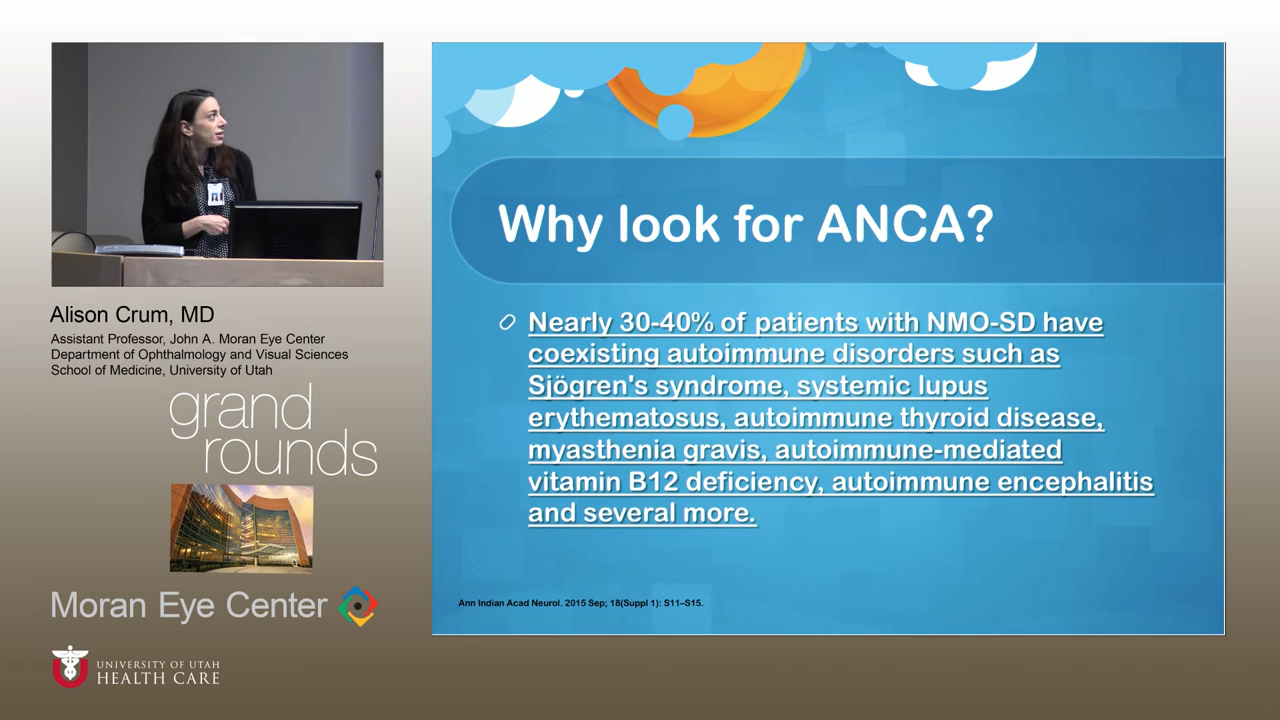 Alison Crum, MD
Assistant Professor, John A. Moran Eye Center
Department of Ophthalmology and Visual Sciences
School of Medicine, University of Utah
grand
rounds
Moran Eye Center
UNIVERSITY OF UTAH
HEALTH CARE
Why look for ANCA?
Nearly 30-40% of patients with NMO-SD have
coexisting autoimmune disorders such as
Sjögren's syndrome, systemic lupus
erythematosus, autoimmune thyroid disease,
myasthenia gravis, autoimmune-mediated
vitamin B12 deficiency, autoimmune encephalitis
and several more.
Ann Indian Acad Neurol. 2015 Sep; 18(Suppl 1): S11–S15.